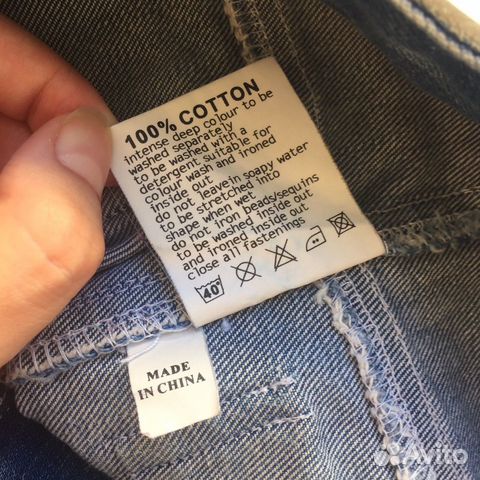 100% COTTON
intense deep colour to be
washed separately
to be washed with a
detergent suitable for
colour wash and ironed
inside out
do not leave in soapy water
to be stretched into
shape when wet
do not iron beads/sequins
to be washed inside out
and ironed inside out
close all fastenings
40°
MADE
IN CHINA
Avito